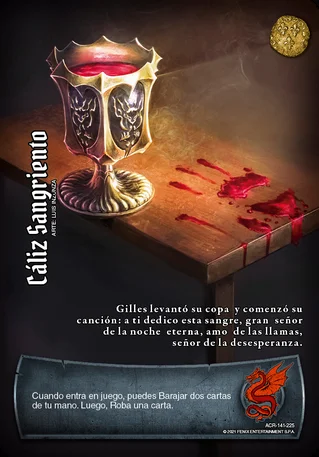 Cáliz Sangriento
ARTE: LUIS INZUNZA
Gilles levantó su copa y comenzó su
canción: a ti dedico esta sangre, gran señor
de la noche eterna, amo de las llamas,
señor de la desesperanza.
Cuando entra en juego, puedes Barajar dos cartas
de tu mano. Luego, Roba una carta.
ACR-141-225
© 2021 FENIX ENTERTAINMENT S.P.A.